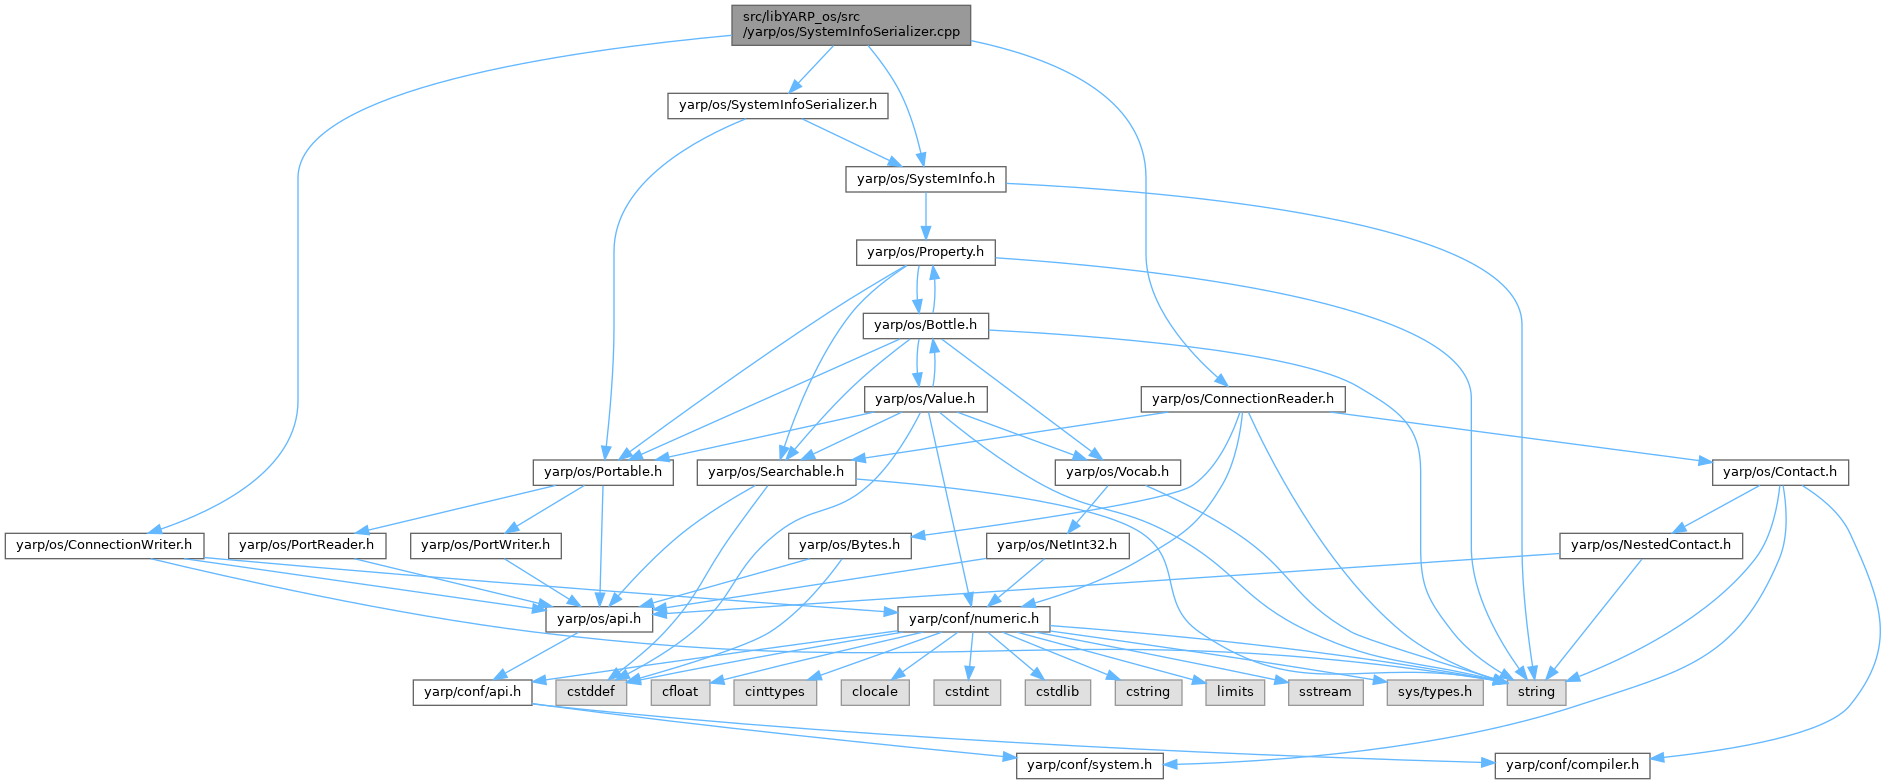 src/libYARP_os/src
/yarp/os/SystemInfoSerializer.cpp
yarp/os/SystemInfoSerializer.h
yarp/os/SystemInfo.h
yarp/os/Property.h
yarp/os/Bottle.h
yarp/os/Value.h
yarp/os/ConnectionReader.h
yarp/os/Portable.h
yarp/os/Searchable.h
yarp/os/Vocab.h
yarp/os/Contact.h
yarp/os/ConnectionWriter.h
yarp/os/PortReader.h
yarp/os/PortWriter.h
yarp/os/Bytes.h
yarp/os/NetInt32.h
yarp/os/NestedContact.h
yarp/os/api.h
yarp/conf/numeric.h
yarp/conf/api.h
cstddef
cfloat
cinttypes
clocale
cstdint
cstdlib
cstring
limits
sstream
sys/types.h
string
yarp/conf/system.h
yarp/conf/compiler.h